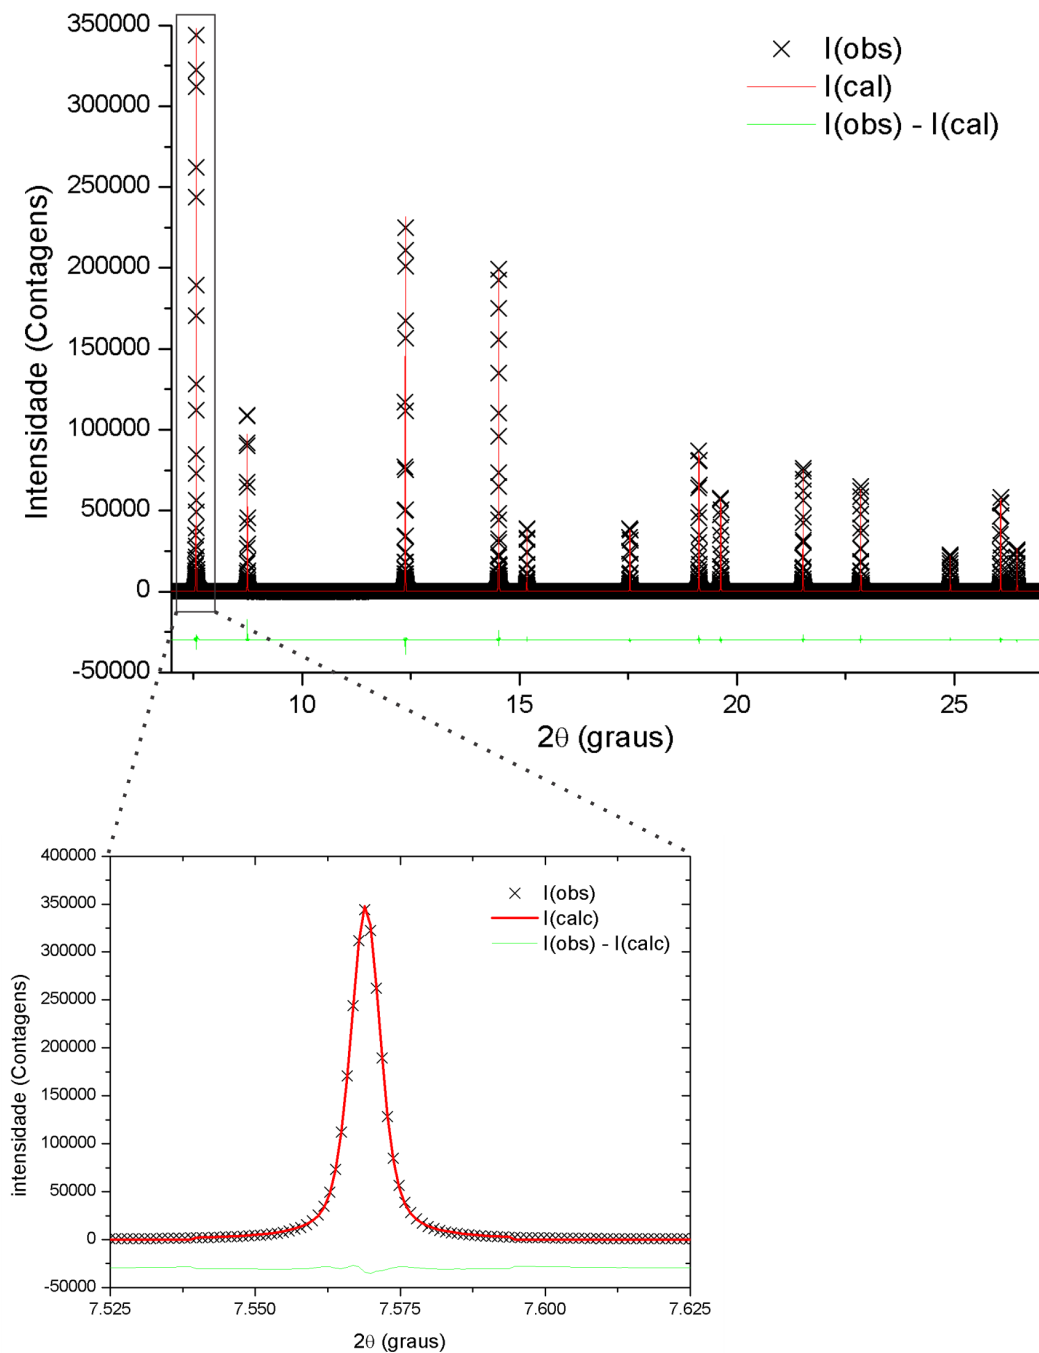 350000
300000
250000
200000
150000
100000
50000
0
-50000
Intensidade (Contagens)
I(obs)
I(cal)
I(obs) - I(cal)
10
15
20
25
2θ (graus)
400000
350000
300000
250000
200000
150000
100000
50000
0
-50000
intensidade (Contagens)
I(obs)
I(calc)
I(obs) - I(calc)
7.525
7.550
7.575
7.600
7.625
2θ (graus)